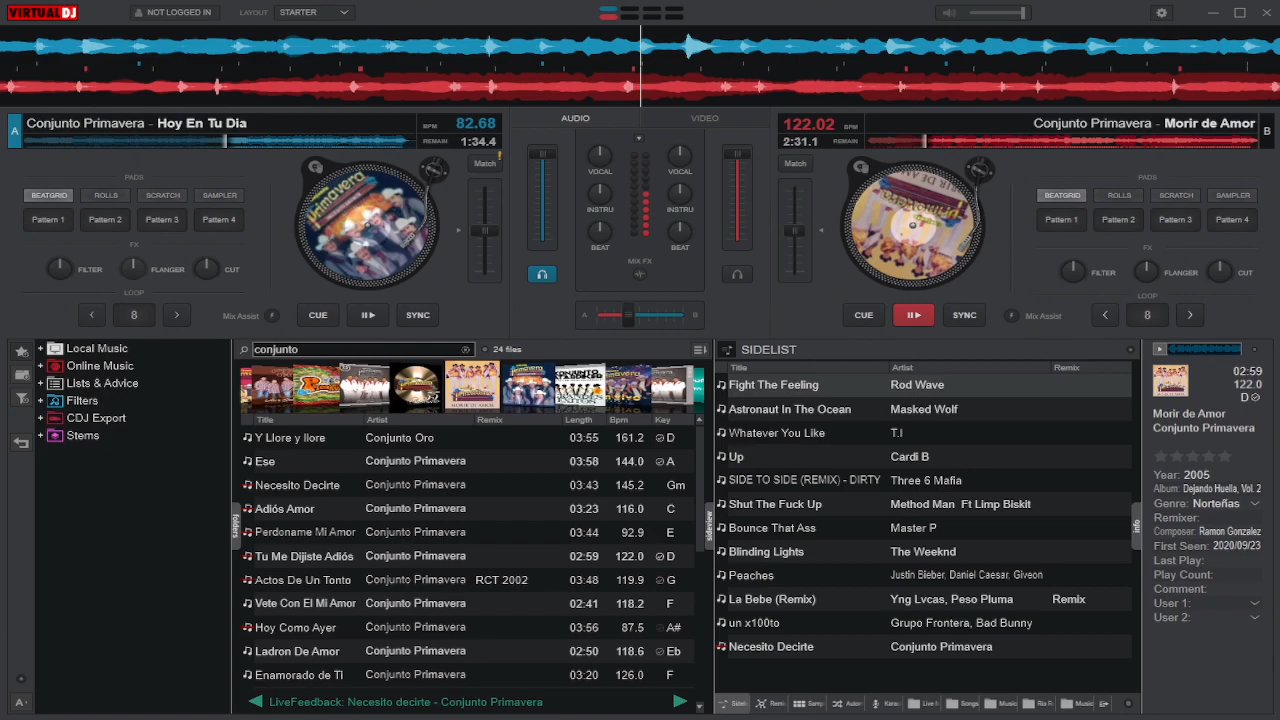 VIRTUAL DJ NOT LOGGED IN LAYOUT STARTER
A Conjunto Primavera - Hoy En Tu Dia BPM 82.68
REMAIN 1:34.4
AUDIO VIDEO
122.02 BPM Conjunto Primavera - Morir de Amor B
2:31.1 REMAIN
Match
PADS
BEATGRID ROLLS SCRATCH SAMPLER
Pattern 1 Pattern 2 Pattern 3 Pattern 4
FX
FILTER FLANGER CUT
LOOP
8 Mix Assist CUE SYNC
VOCAL VOCAL
INSTRU INSTRU
BEAT BEAT
MIX FX
A B
Match
PADS
BEATGRID ROLLS SCRATCH SAMPLER
Pattern 1 Pattern 2 Pattern 3 Pattern 4
FX
FILTER FLANGER CUT
LOOP
CUE SYNC Mix Assist 8
Local Music
Online Music
Lists & Advice
Filters
CDJ Export
Stems
A
folders
conjunto 24 files
Title Artist Remix Length Bpm Key
Y Llore y llore Conjunto Oro 03:55 161.2 D
Ese Conjunto Primavera 03:58 144.0 A
Necesito Decirte Conjunto Primavera 03:43 145.2 Gm
Adiós Amor Conjunto Primavera 03:23 116.0 C
Perdoname Mi Amor Conjunto Primavera 03:44 92.9 E
Tu Me Dijiste Adiós Conjunto Primavera 02:59 122.0 D
Actos De Un Tonto Conjunto Primavera RCT 2002 03:48 119.9 G
Vete Con El Mi Amor Conjunto Primavera 02:41 118.2 F
Hoy Como Ayer Conjunto Primavera 03:56 87.5 A#
Ladron De Amor Conjunto Primavera 02:50 118.6 Eb
Enamorado de Ti Conjunto Primavera 03:20 126.0 F
LiveFeedback: Necesito decirte - Conjunto Primavera
sideview
SIDELIST
Title Artist Remix
Fight The Feeling Rod Wave
Astronaut In The Ocean Masked Wolf
Whatever You Like T.I
Up Cardi B
SIDE TO SIDE (REMIX) - DIRTY Three 6 Mafia
Shut The Fuck Up Method Man Ft Limp Biskit
Bounce That Ass Master P
Blinding Lights The Weeknd
Peaches Justin Bieber, Daniel Caesar, Giveon
La Bebe (Remix) Yng Lvcas, Peso Pluma Remix
un x100to Grupo Frontera, Bad Bunny
Necesito Decirte Conjunto Primavera
info
02:59
122.0
D
Morir de Amor
Conjunto Primavera
Year: 2005
Album: Dejando Huella, Vol. 2
Genre: Norteñas
Remixer:
Composer: Ramon Gonzalez
First Seen: 2020/09/23
Last Play:
Play Count:
Comment:
User 1:
User 2: